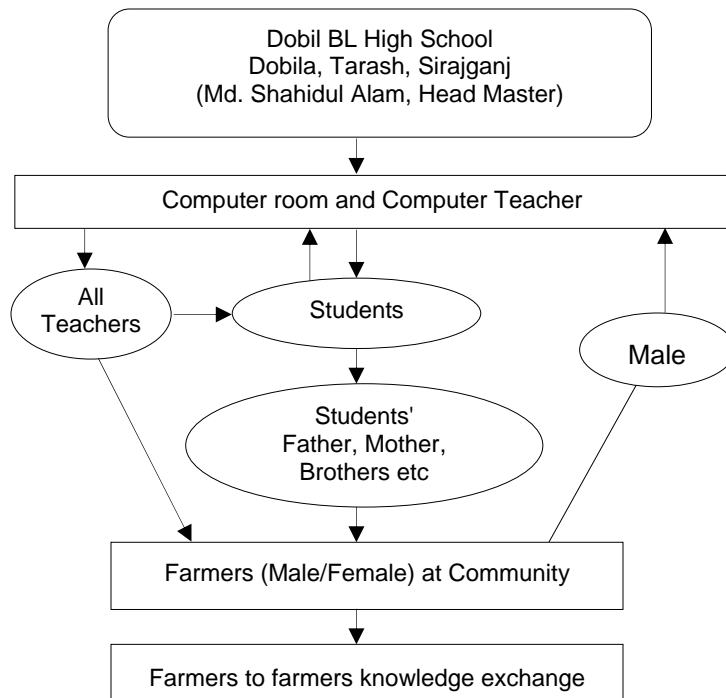 Dobil BL High School
Dobila, Tarash, Sirajganj
(Md. Shahidul Alam, Head Master)
Computer room and Computer Teacher
All
Teachers
Students
Male
Students'
Father, Mother,
Brothers etc
Farmers (Male/Female) at Community
Farmers to farmers knowledge exchange